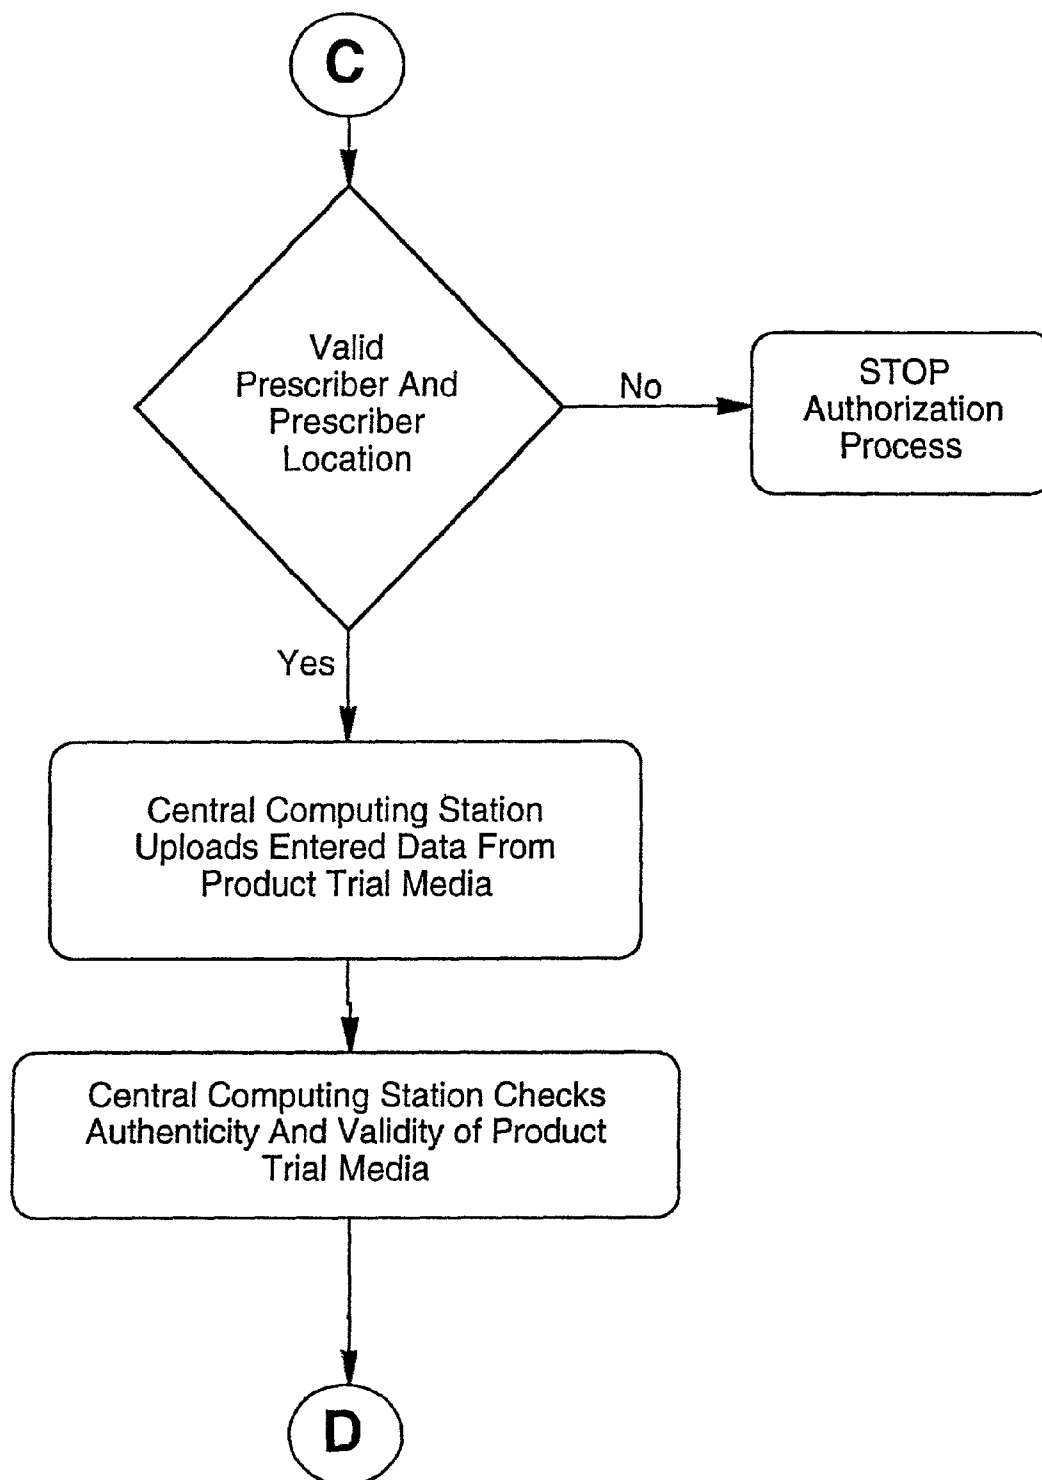 C
Valid
Prescriber And
Prescriber
Location
No
STOP
Authorization
Process
Yes
Central Computing Station
Uploads Entered Data From
Product Trial Media
Central Computing Station Checks
Authenticity And Validity of Product
Trial Media
D